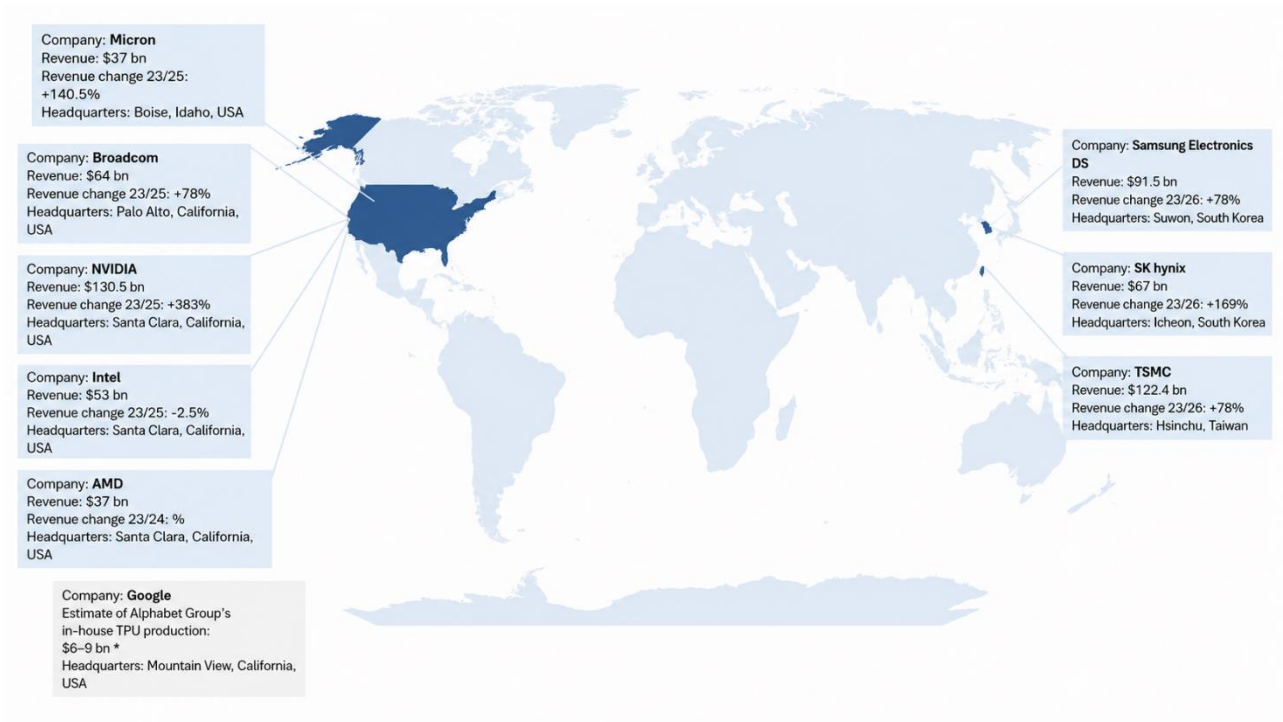 Company: Micron
Revenue: $37 bn
Revenue change 23/25:
+140.5%
Headquarters: Boise, Idaho, USA
Company: Broadcom
Revenue: $64 bn
Revenue change 23/25: +78%
Headquarters: Palo Alto, California,
USA
Company: NVIDIA
Revenue: $130.5 bn
Revenue change 23/25: +383%
Headquarters: Santa Clara, California,
USA
Company: Intel
Revenue: $53 bn
Revenue change 23/25: -2.5%
Headquarters: Santa Clara, California,
USA
Company: AMD
Revenue: $37 bn
Revenue change 23/24: %
Headquarters: Santa Clara, California,
USA
Company: Google
Estimate of Alphabet Group's
in-house TPU production:
$6–9 bn *
Headquarters: Mountain View, California,
USA
Company: Samsung Electronics
DS
Revenue: $91.5 bn
Revenue change 23/26: +78%
Headquarters: Suwon, South Korea
Company: SK hynix
Revenue: $67 bn
Revenue change 23/26: +169%
Headquarters: Icheon, South Korea
Company: TSMC
Revenue: $122.4 bn
Revenue change 23/26: +78%
Headquarters: Hsinchu, Taiwan